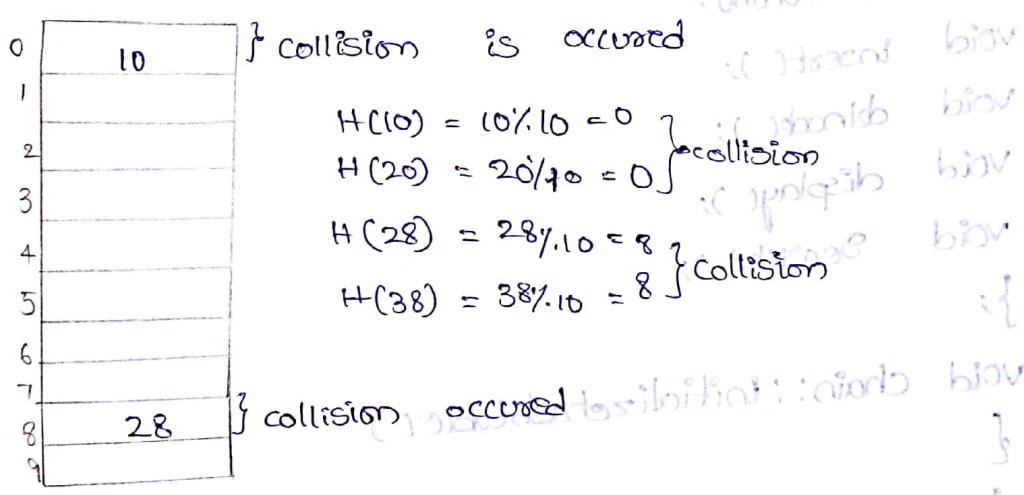 0 10 } collision is occured
1
H(10) = 10%10 = 0
2 H(20) = 20%10 = 0 } collision
3
H(28) = 28%10 = 8
4
H(38) = 38%10 = 8 } collision
5
6
7
8 28 } collision occured
9